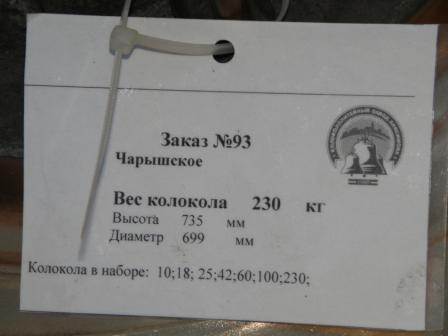 Заказ №93
Чарышское
Вес колокола 230 кг
Высота 735 мм
Диаметр 699 мм
Колокола в наборе: 10;18; 25;42;60;100;230;